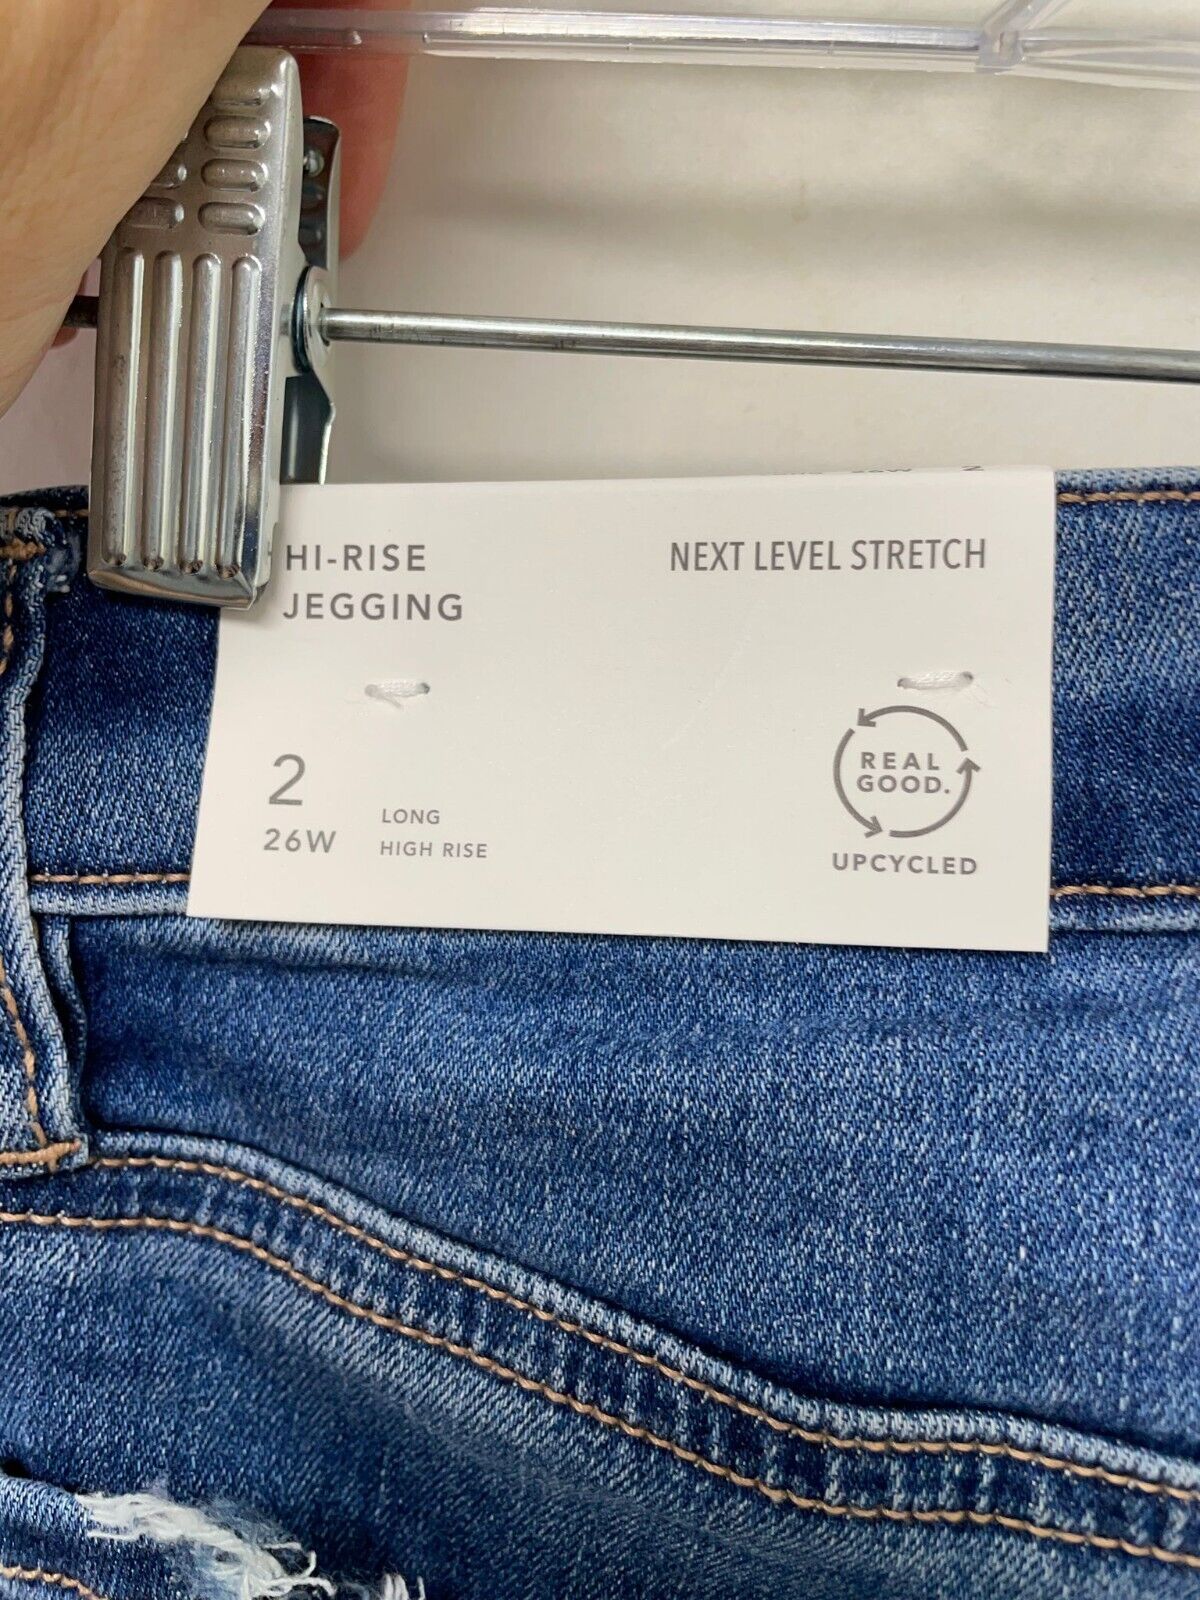 HI-RISE
JEGGING
NEXT LEVEL STRETCH
2
26W
LONG
HIGH RISE
REAL
GOOD.
UPCYCLED